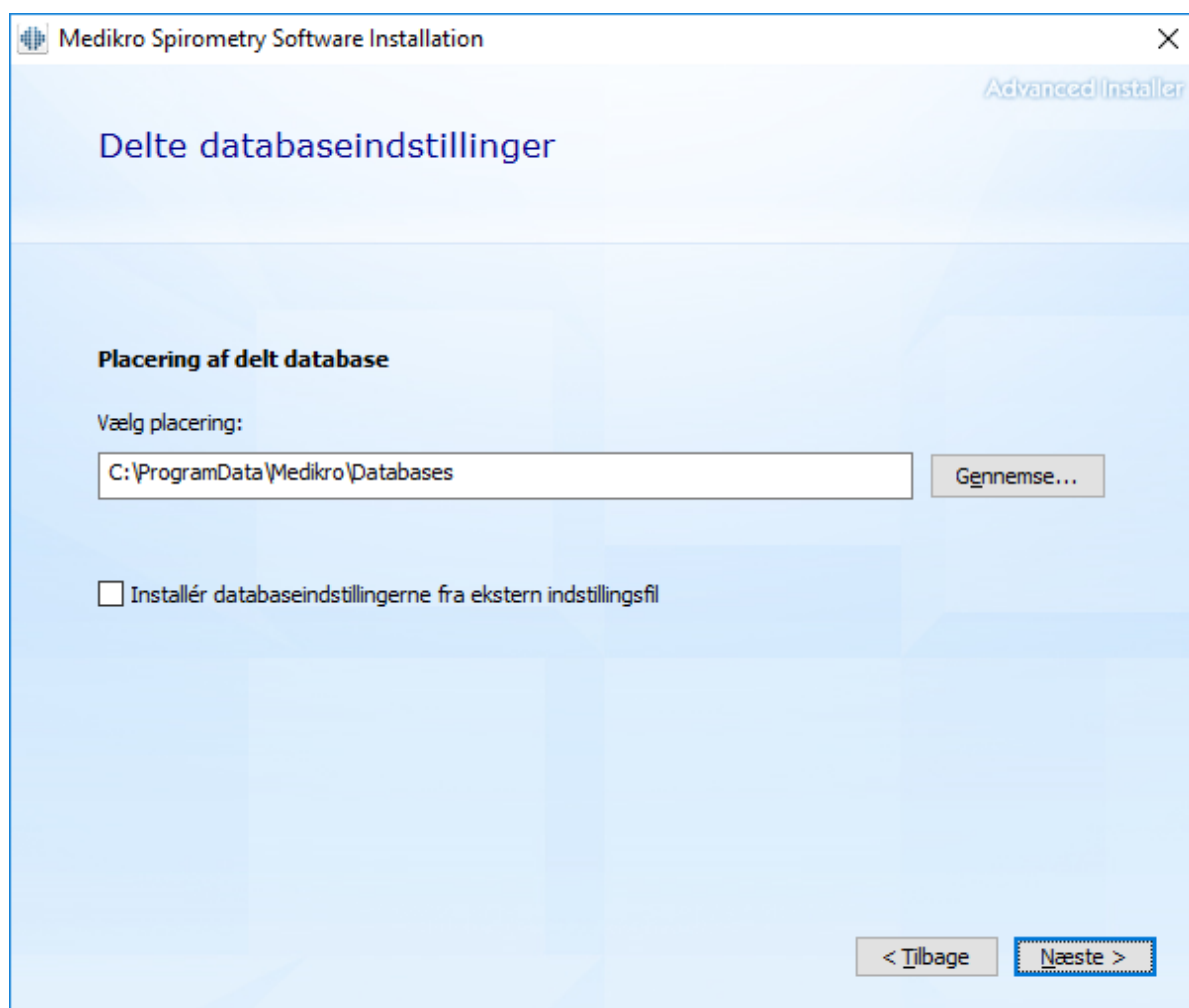 Medikro Spirometry Software Installation
Advanced Installer
Delte databaseindstillinger
Placering af delt database
Vælg placering:
C:\ProgramData\Medikro\Databases
Gennemse...
Installér databaseindstillingerne fra ekstern indstillingsfil
< Tilbage
Næste >